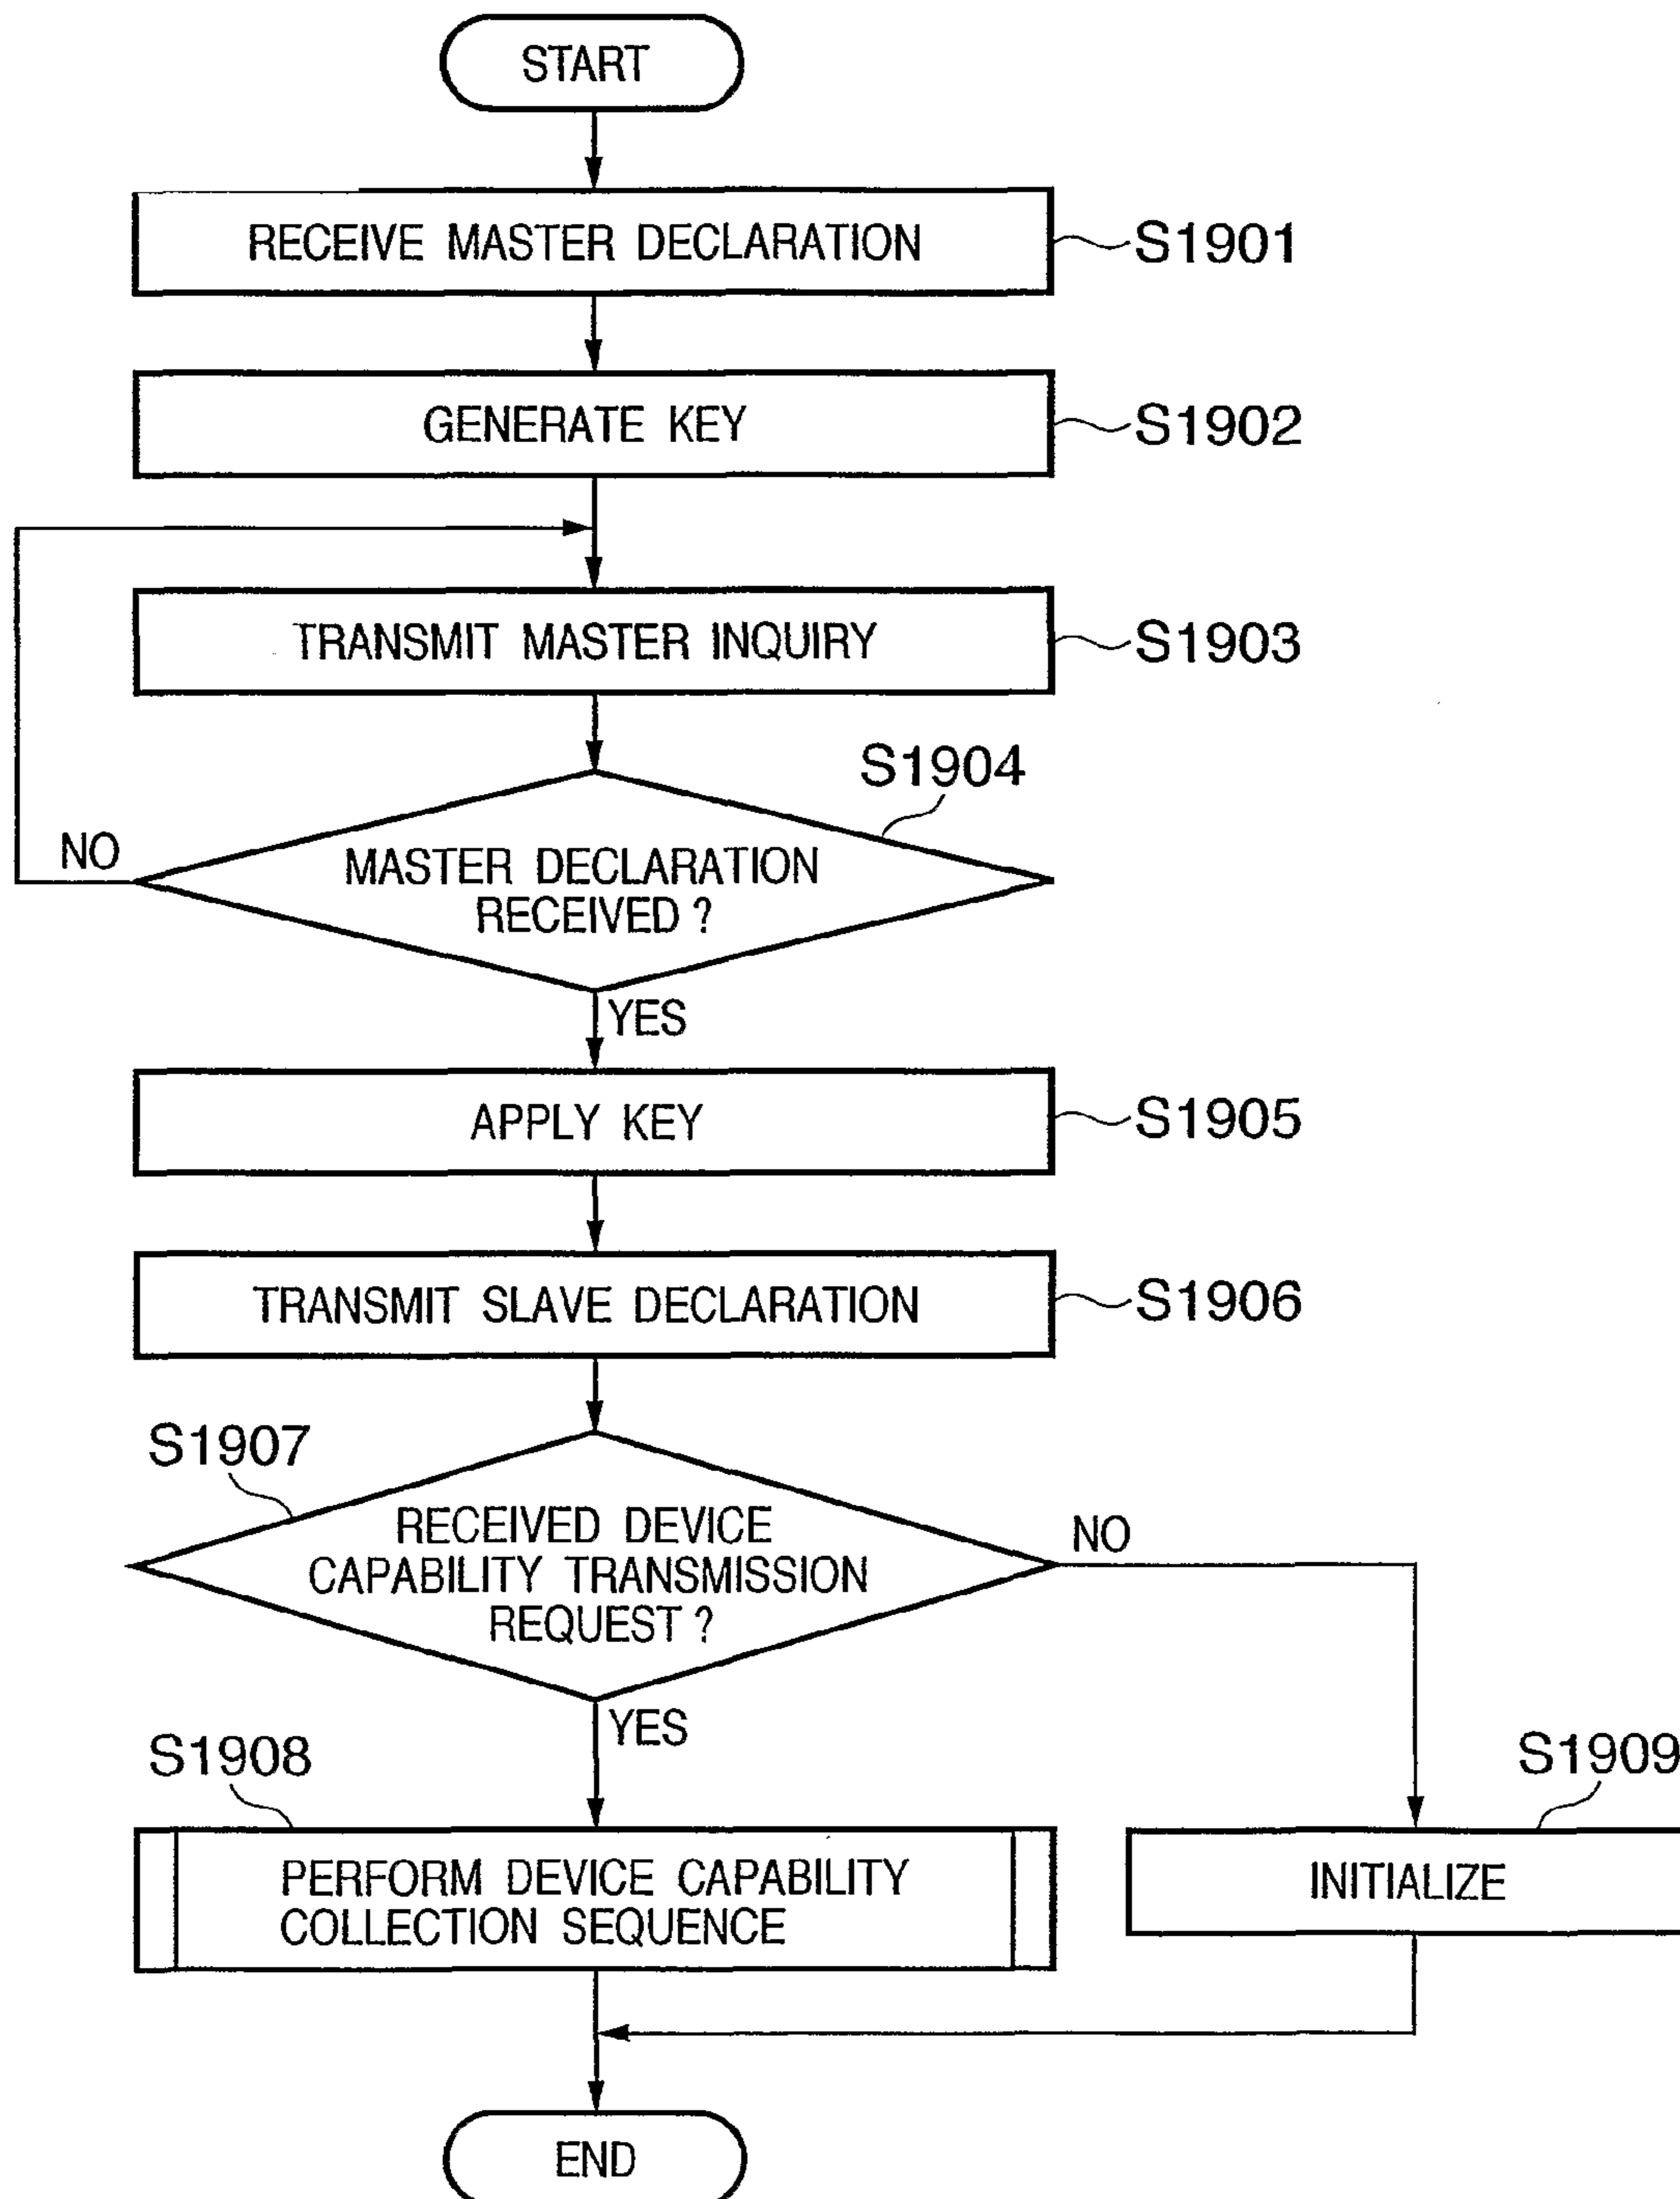 START
RECEIVE MASTER DECLARATION
S1901
GENERATE KEY
S1902
TRANSMIT MASTER INQUIRY
S1903
S1904
NO
MASTER DECLARATION
RECEIVED ?
YES
APPLY KEY
S1905
TRANSMIT SLAVE DECLARATION
S1906
S1907
RECEIVED DEVICE
CAPABILITY TRANSMISSION
REQUEST ?
NO
YES
S1908
S1909
PERFORM DEVICE CAPABILITY
COLLECTION SEQUENCE
INITIALIZE
END